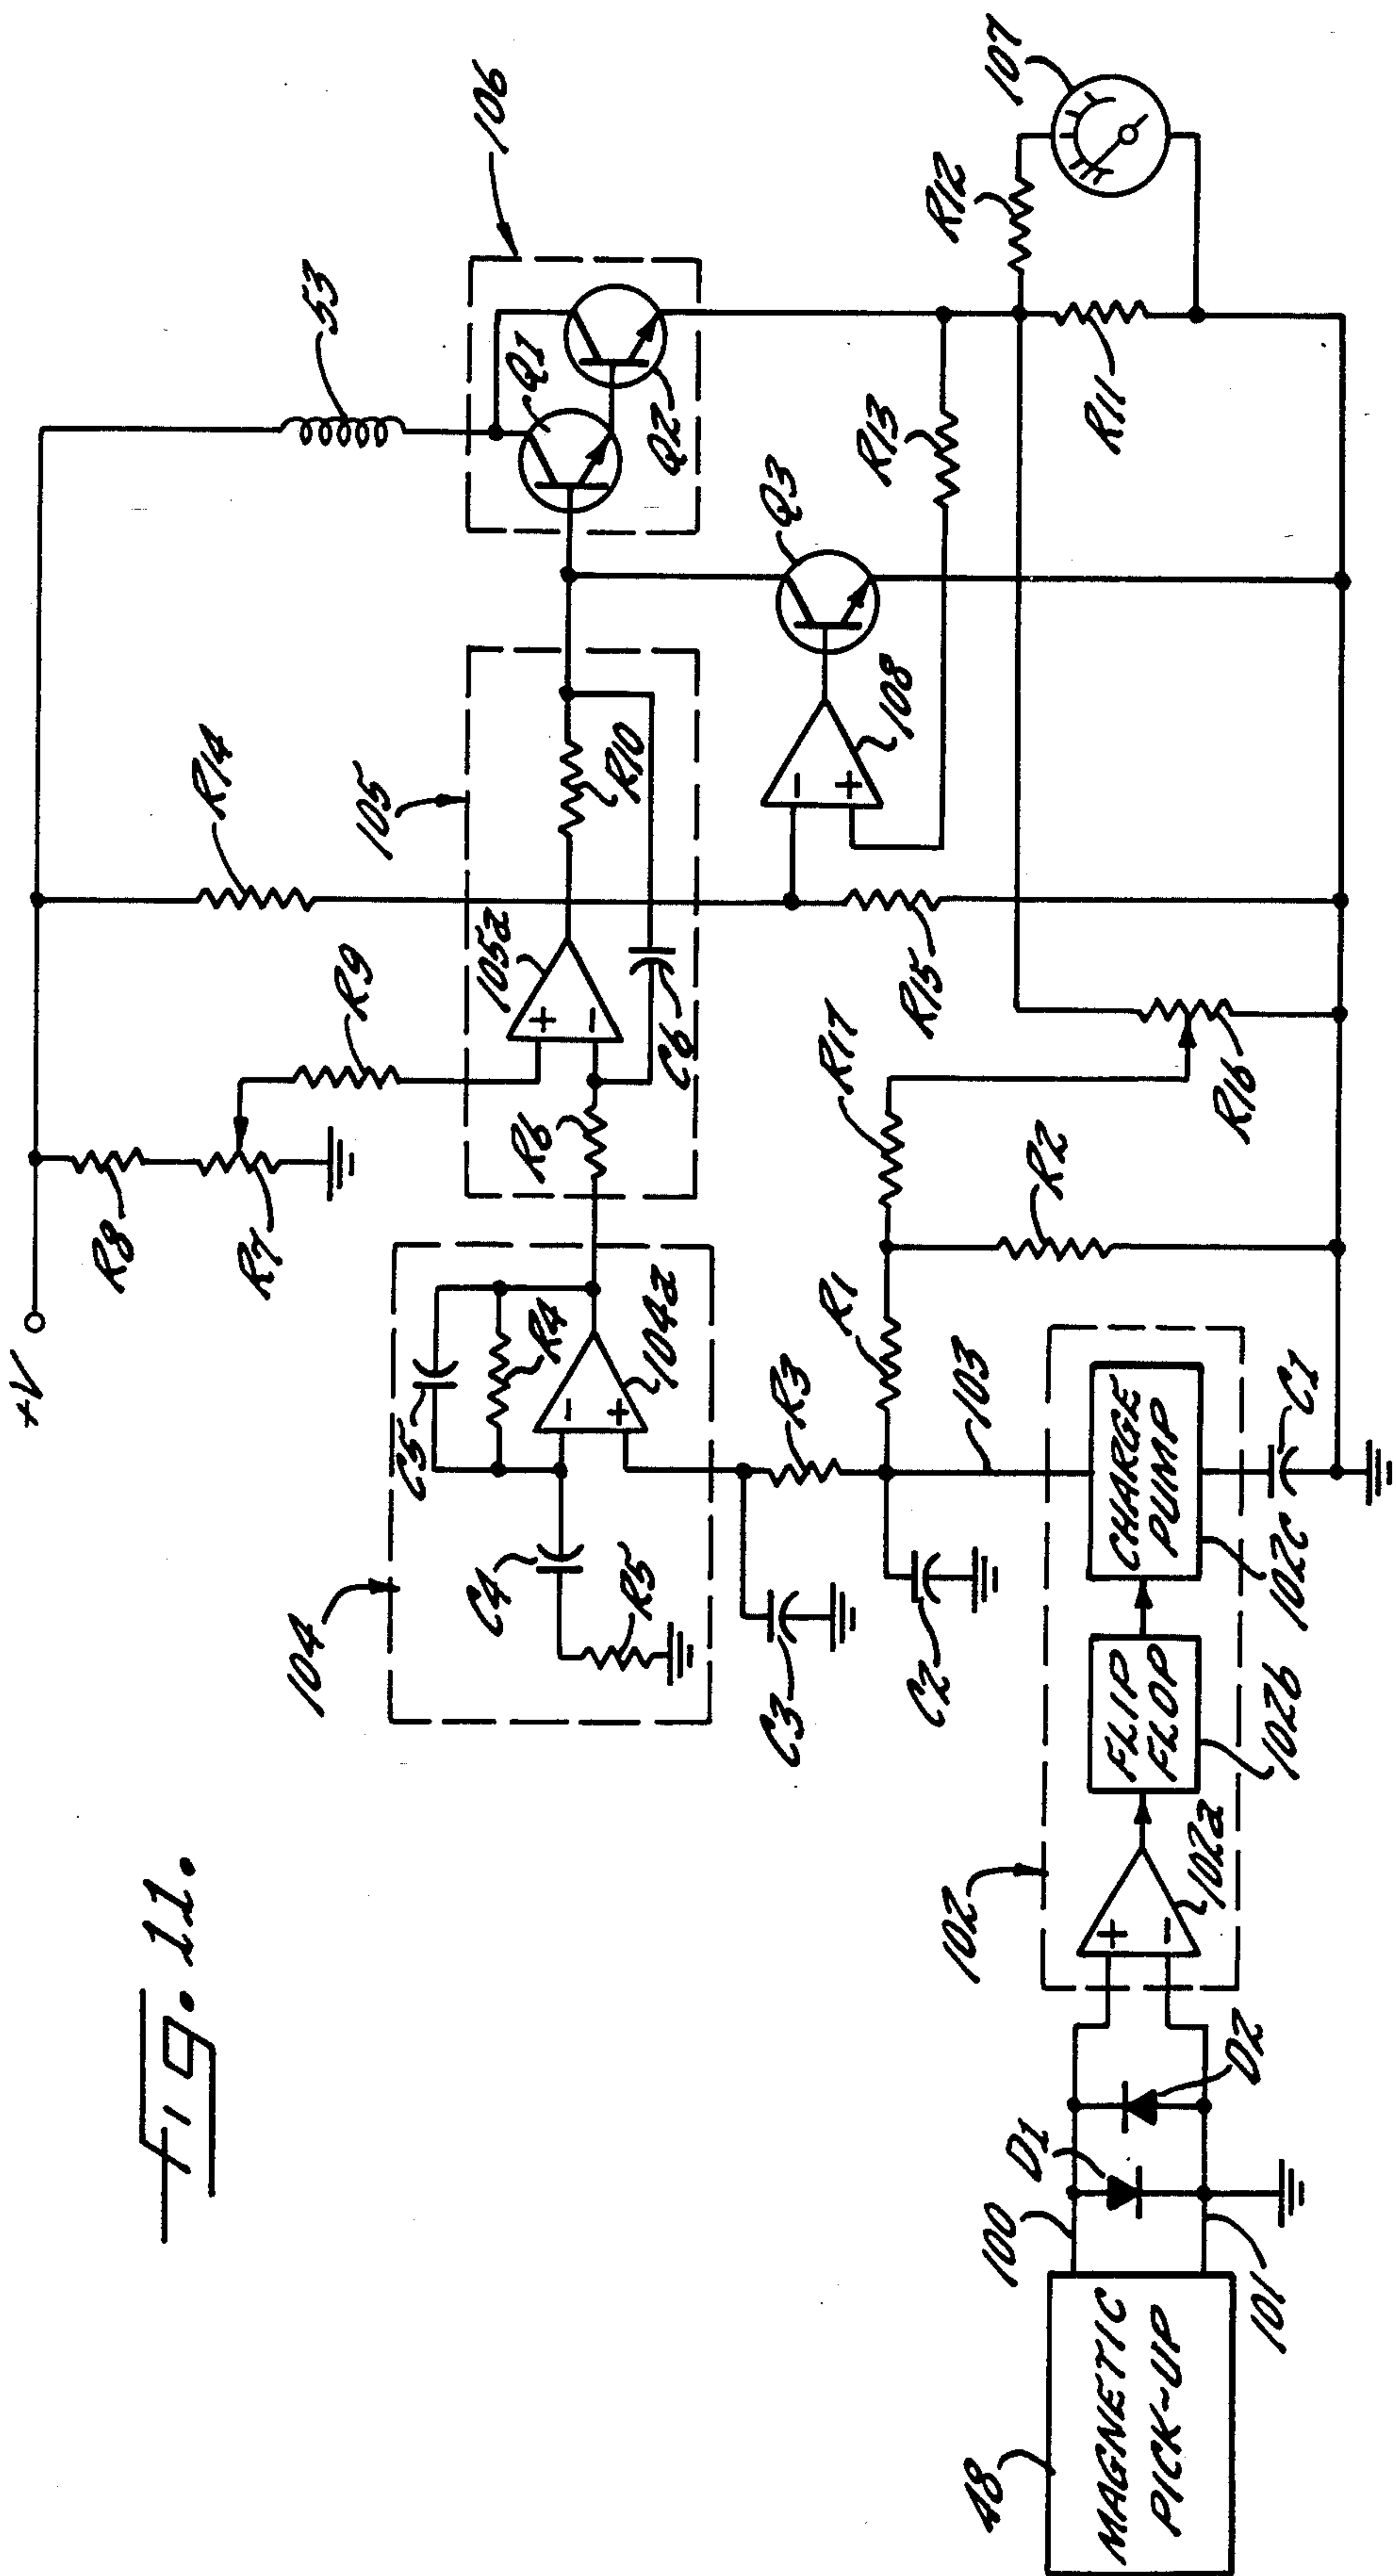 Fig. 11.
+V
R8
R7
R9
R14
53
106
Q1
Q2
105
105a
+
−
R6
R10
C6
104
C5
R4
104a
−
+
C4
R5
C3
R3
C2
103
R1
R17
R2
R16
R15
108
−
+
Q3
R13
R12
R11
107
102
102a
+
−
FLIP
FLOP
102b
CHARGE
PUMP
102c
C1
D1
D2
100
101
48
MAGNETIC
PICK-UP